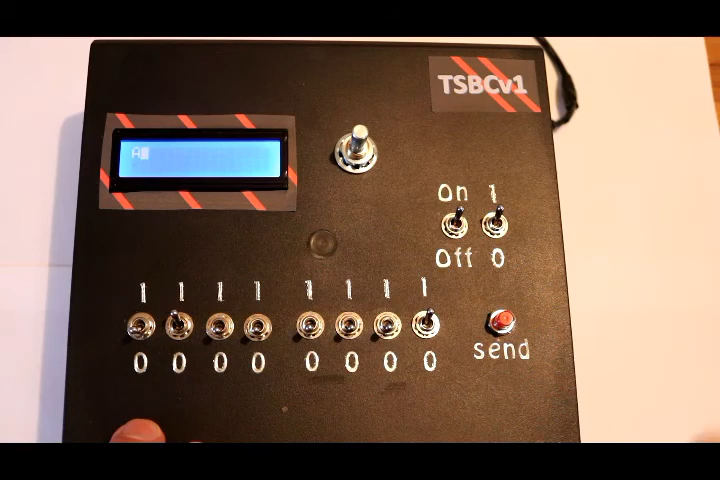 TSBCv1
A
On 1
Off 0
1 1 1 1 1 1 1 1
0 0 0 0 0 0 0 0
send